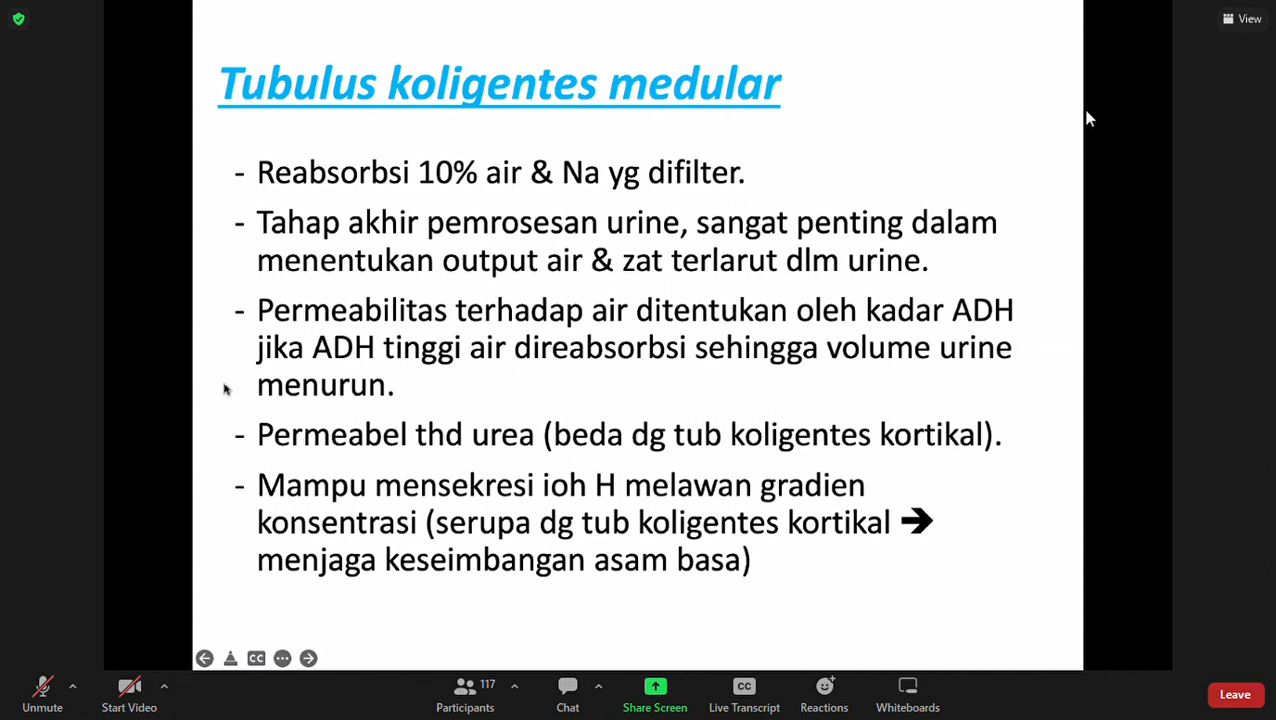 View
Tubulus koligentes medular
- Reabsorbsi 10% air & Na yg difilter.
- Tahap akhir pemrosesan urine, sangat penting dalam
menentukan output air & zat terlarut dlm urine.
- Permeabilitas terhadap air ditentukan oleh kadar ADH
jika ADH tinggi air direabsorbsi sehingga volume urine
menurun.
- Permeabel thd urea (beda dg tub koligentes kortikal).
- Mampu mensekresi ioh H melawan gradien
konsentrasi (serupa dg tub koligentes kortikal ➔
menjaga keseimbangan asam basa)
CC
117
CC
Unmute
Start Video
Participants
Chat
Share Screen
Live Transcript
Reactions
Whiteboards
Leave